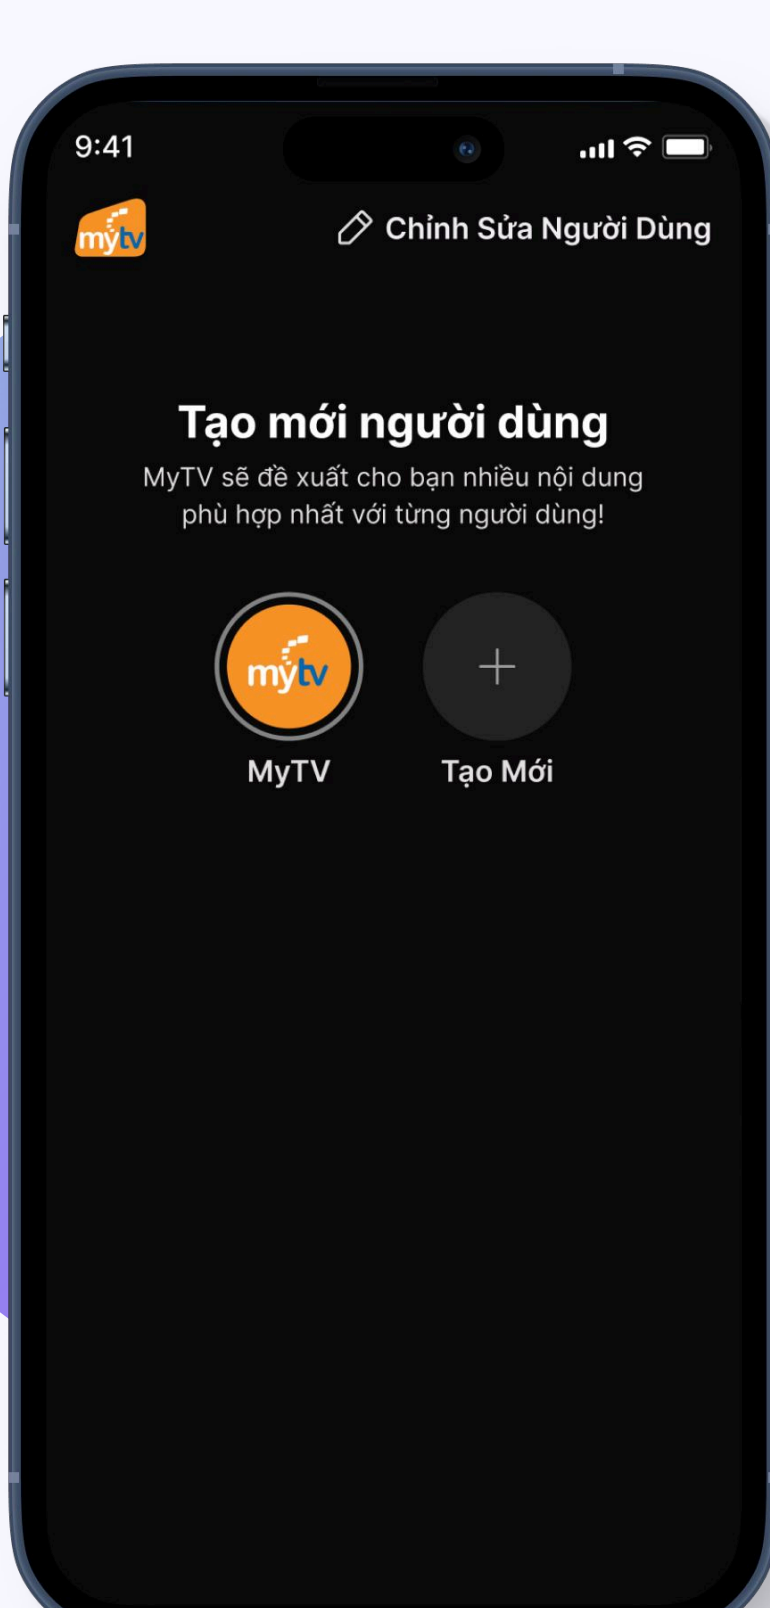 9:41
mytv
Chỉnh Sửa Người Dùng
Tạo mới người dùng
MyTV sẽ đề xuất cho bạn nhiều nội dung
phù hợp nhất với từng người dùng!
mytv
MyTV
Tạo Mới